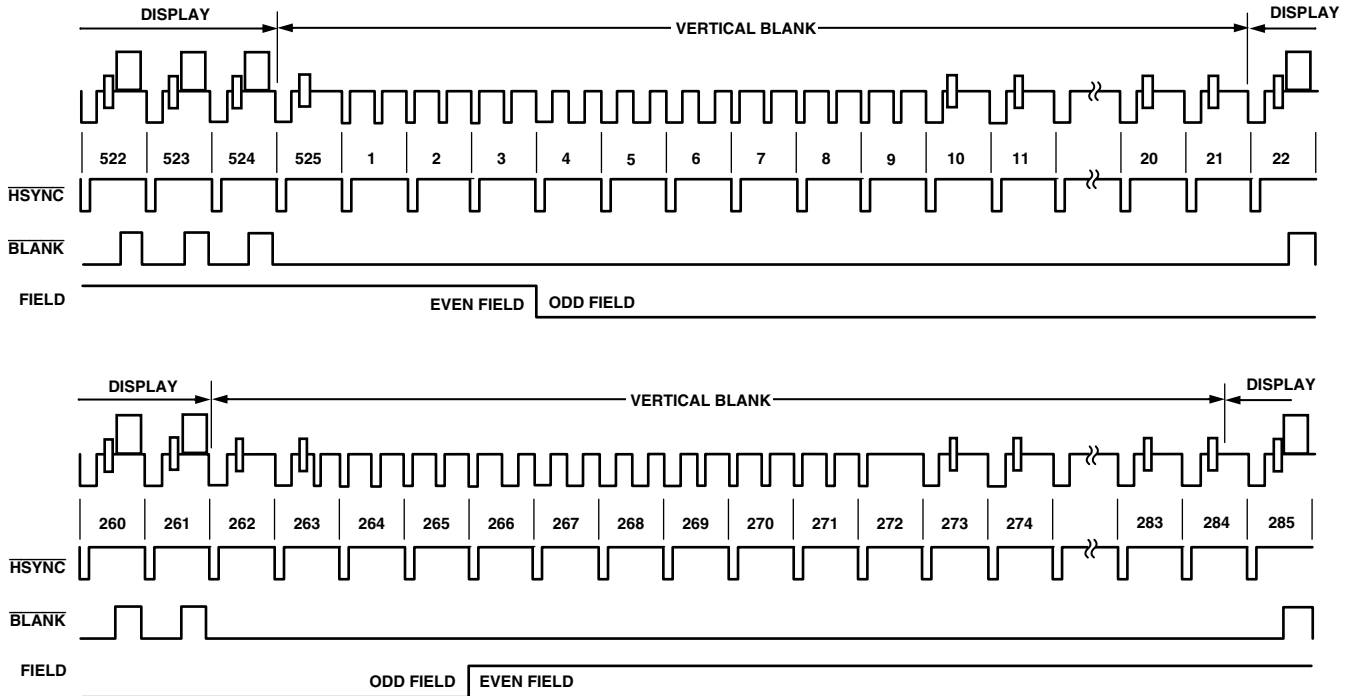 DISPLAY VERTICAL BLANK DISPLAY
522 523 524 525 1 2 3 4 5 6 7 8 9 10 11 20 21 22
HSYNC
BLANK
FIELD EVEN FIELD ODD FIELD
DISPLAY VERTICAL BLANK DISPLAY
260 261 262 263 264 265 266 267 268 269 270 271 272 273 274 283 284 285
HSYNC
BLANK
FIELD ODD FIELD EVEN FIELD